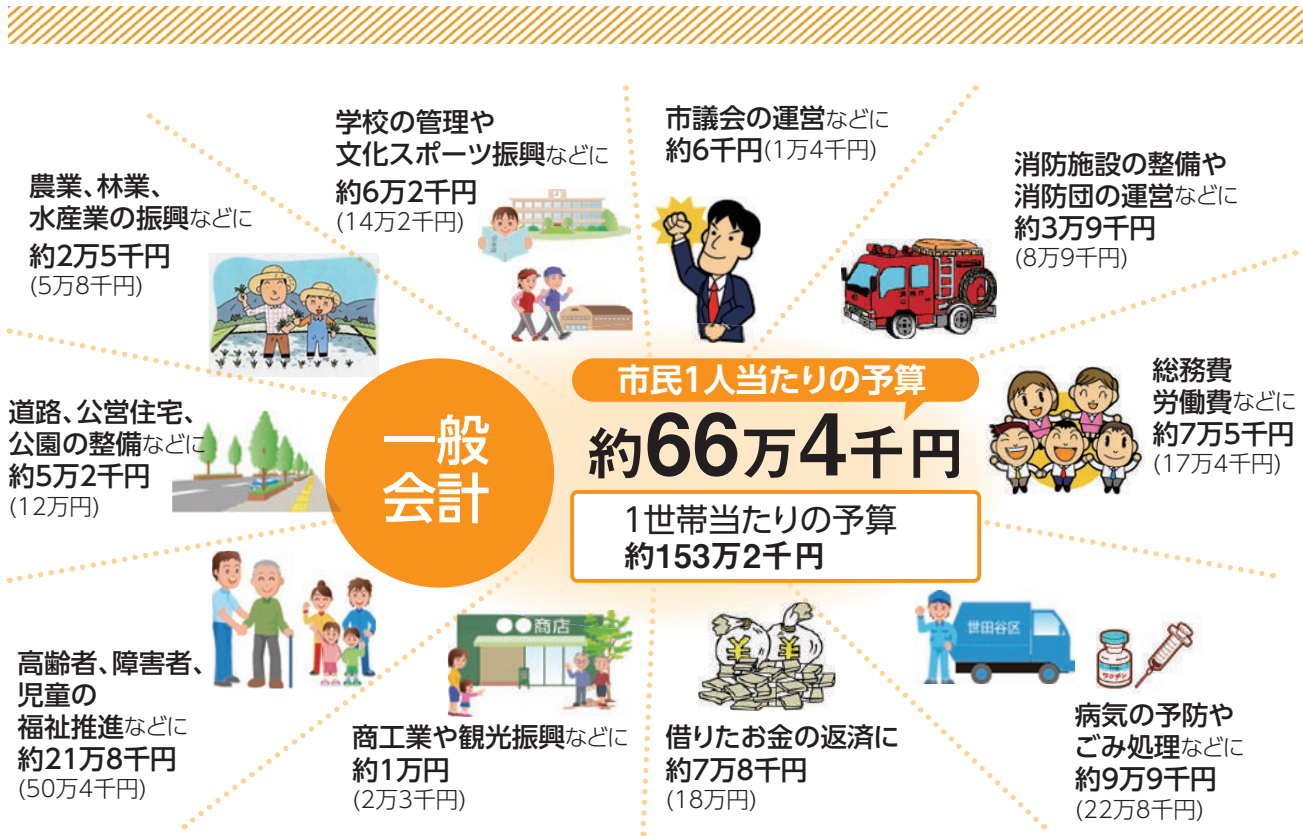 学校の管理や
文化スポーツ振興などに
約6万2千円
(14万2千円)
市議会の運営などに
約6千円(1万4千円)
消防施設の整備や
消防団の運営などに
約3万9千円
(8万9千円)
農業、林業、
水産業の振興などに
約2万5千円
(5万8千円)
総務費
労働費などに
約7万5千円
(17万4千円)
道路、公営住宅、
公園の整備などに
約5万2千円
(12万円)
一般
会計
市民1人当たりの予算
約66万4千円
1世帯当たりの予算
約153万2千円
高齢者、障害者、
児童の
福祉推進などに
約21万8千円
(50万4千円)
●●商店
商工業や観光振興などに
約1万円
(2万3千円)
¥ ¥
借りたお金の返済に
約7万8千円
(18万円)
世田谷区
ワクチン
病気の予防や
ごみ処理などに
約9万9千円
(22万8千円)